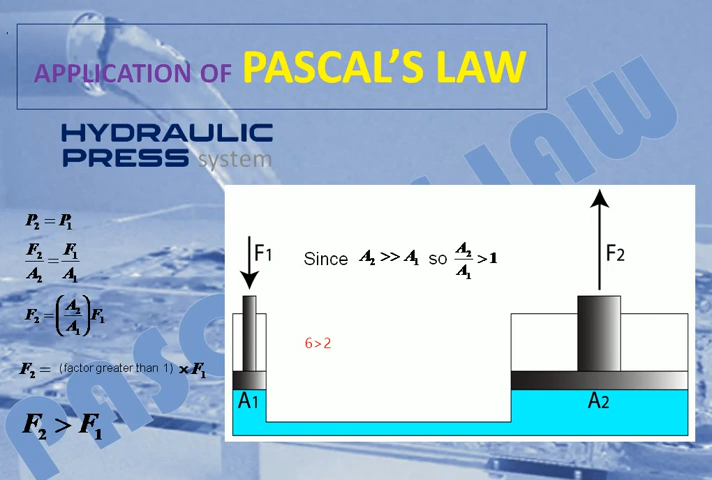 APPLICATION OF PASCAL'S LAW
HYDRAULIC
PRESS system
P₂ = P₁
F₂/A₂ = F₁/A₁
F₂ = (A₂/A₁)F₁
F₂ = (factor greater than 1) × F₁
F₂ > F₁
F1
Since A₂ >> A₁ so A₂/A₁ > 1
F2
6>2
A1
A2